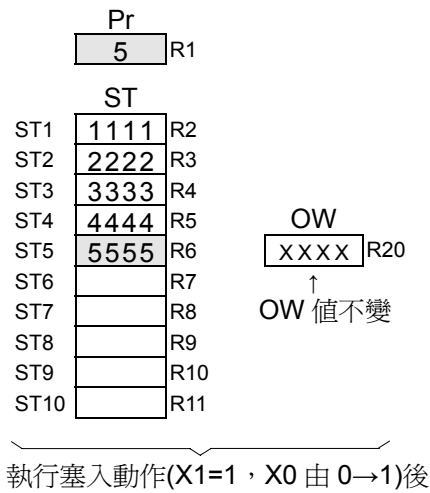 Pr
5 R1
ST
ST1 1111 R2
ST2 2222 R3
ST3 3333 R4
ST4 4444 R5
ST5 5555 R6
ST6 R7
ST7 R8
ST8 R9
ST9 R10
ST10 R11
OW
XXXX R20
↑
OW 值不變
執行塞入動作(X1=1，X0 由 0→1)後